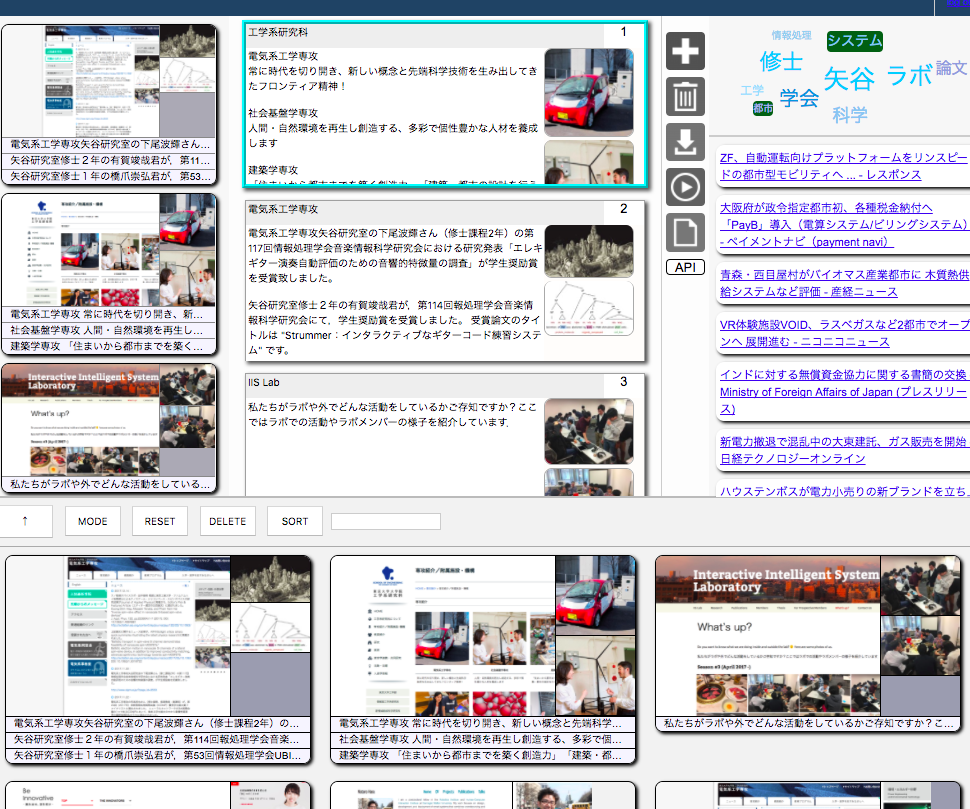 電気系工学専攻矢谷研究室の下尾波輝さん…
矢谷研究室修士２年の有賀竣哉君が，第11…
矢谷研究室修士１年の橋爪崇弘君が，第53…
電気系工学専攻 常に時代を切り開き、新…
社会基盤学専攻 人間・自然環境を再生し…
建築学専攻 「住まいから都市までを築く…
Interactive Intelligent System
Laboratory
What's up?
私たちがラボや外でどんな活動をしている…
工学系研究科
1
電気系工学専攻
常に時代を切り開き、新しい概念と先端科学技術を生み出してき
たフロンティア精神！
社会基盤学専攻
人間・自然環境を再生し創造する、多彩で個性豊かな人材を養成
します
建築学専攻
電気系工学専攻
2
電気系工学専攻矢谷研究室の下尾波輝さん（修士課程2年）の第
117回情報処理学会音楽情報科学研究会における研究発表「エレキ
ギター演奏自動評価のための音響的特徴量の調査」が学生奨励賞
を受賞致しました。
矢谷研究室修士２年の有賀竣哉君が，第114回報処理学会音楽情
報科学研究会にて，学生奨励賞を受賞しました。 受賞論文のタイ
トルは “Strummer：インタラクティブなギターコード練習システ
ム” です。
IIS Lab
3
私たちがラボや外でどんな活動をしているかご存知ですか？ここ
ではラボでの活動やラボメンバーの様子を紹介しています．
API
情報処理
システム
修士
矢谷
ラボ
論文
工学
都市
学会
科学
ZF、自動運転向けプラットフォームをリンスピー
ドの都市型モビリティへ ... - レスポンス
大阪府が政令指定都市初、各種税金納付へ
「PayB」導入（電算システム/ビリングシステム）
- ペイメントナビ（payment navi）
青森・西目屋村がバイオマス産業都市に 木質熱供
給システムなど評価 - 産経ニュース
VR体験施設VOID、ラスベガスなど2都市でオープ
ンへ 展開進む - ニコニコニュース
インドに対する無償資金協力に関する書簡の交換
Ministry of Foreign Affairs of Japan (プレスリリー
ス)
新電力撤退で混乱中の大東建託、ガス販売を開始
日経テクノロジーオンライン
ハウステンボスが電力小売りの新ブランドを立ち
↑
MODE
RESET
DELETE
SORT
電気系工学専攻矢谷研究室の下尾波輝さん（修士課程2年）の…
矢谷研究室修士２年の有賀竣哉君が，第114回報処理学会音楽…
矢谷研究室修士１年の橋爪崇弘君が，第53回情報処理学会UBI…
専攻紹介／附属施設・機構
電気系工学専攻 常に時代を切り開き、新しい概念と先端科学…
社会基盤学専攻 人間・自然環境を再生し創造する、多彩で個…
建築学専攻 「住まいから都市までを築く創造力」「建築・都…
Interactive Intelligent System
Laboratory
What's up?
Season #3 (April 2017 -)
私たちがラボや外でどんな活動をしているかご存知ですか？こ…
Be
Innovative